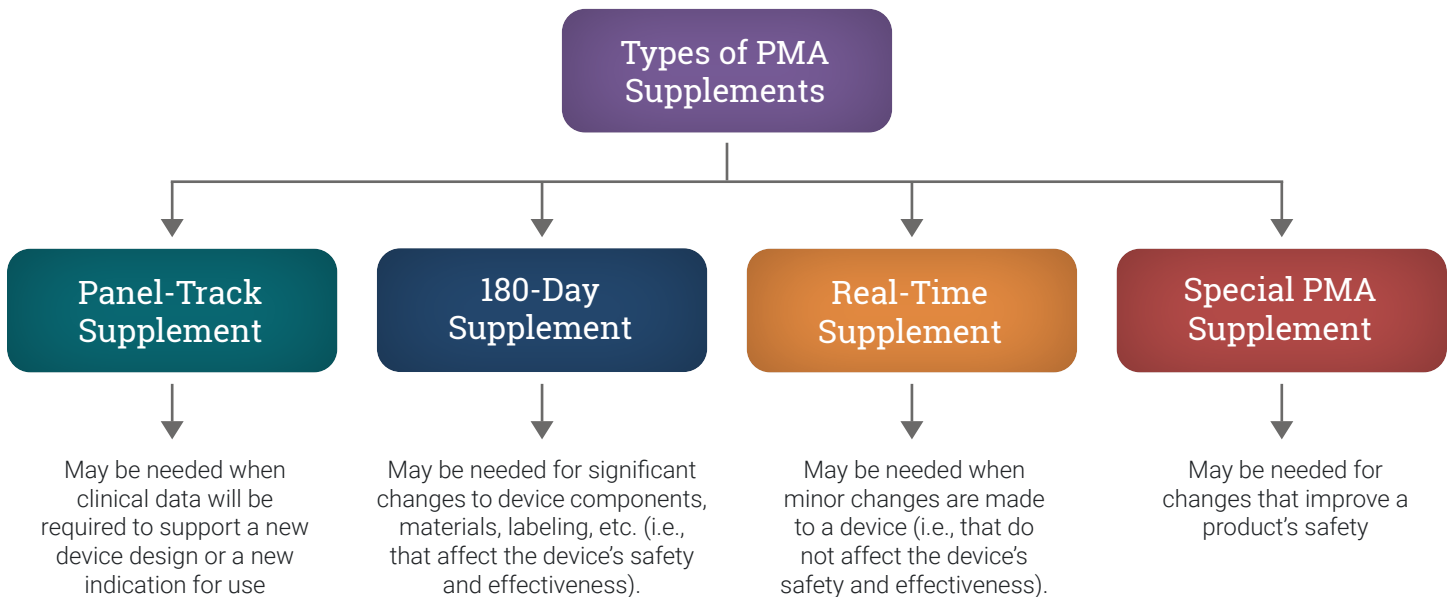 Types of PMA
Supplements
Panel-Track
Supplement
180-Day
Supplement
Real-Time
Supplement
Special PMA
Supplement
May be needed when
clinical data will be
required to support a new
device design or a new
indication for use
May be needed for significant
changes to device components,
materials, labeling, etc. (i.e.,
that affect the device’s safety
and effectiveness).
May be needed when
minor changes are made
to a device (i.e., that do
not affect the device’s
safety and effectiveness).
May be needed for
changes that improve a
product’s safety